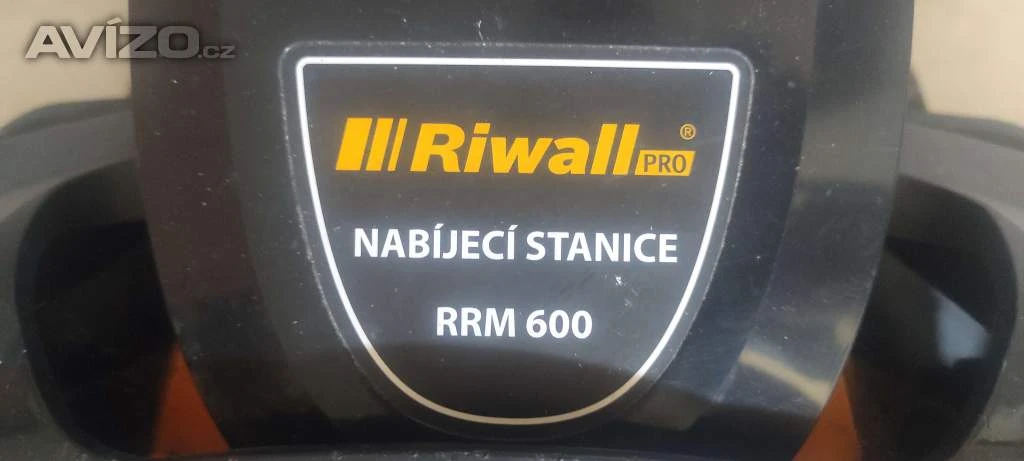 AVÍZO.cz
Riwall PRO ®
NABÍJECÍ STANICE
RRM 600